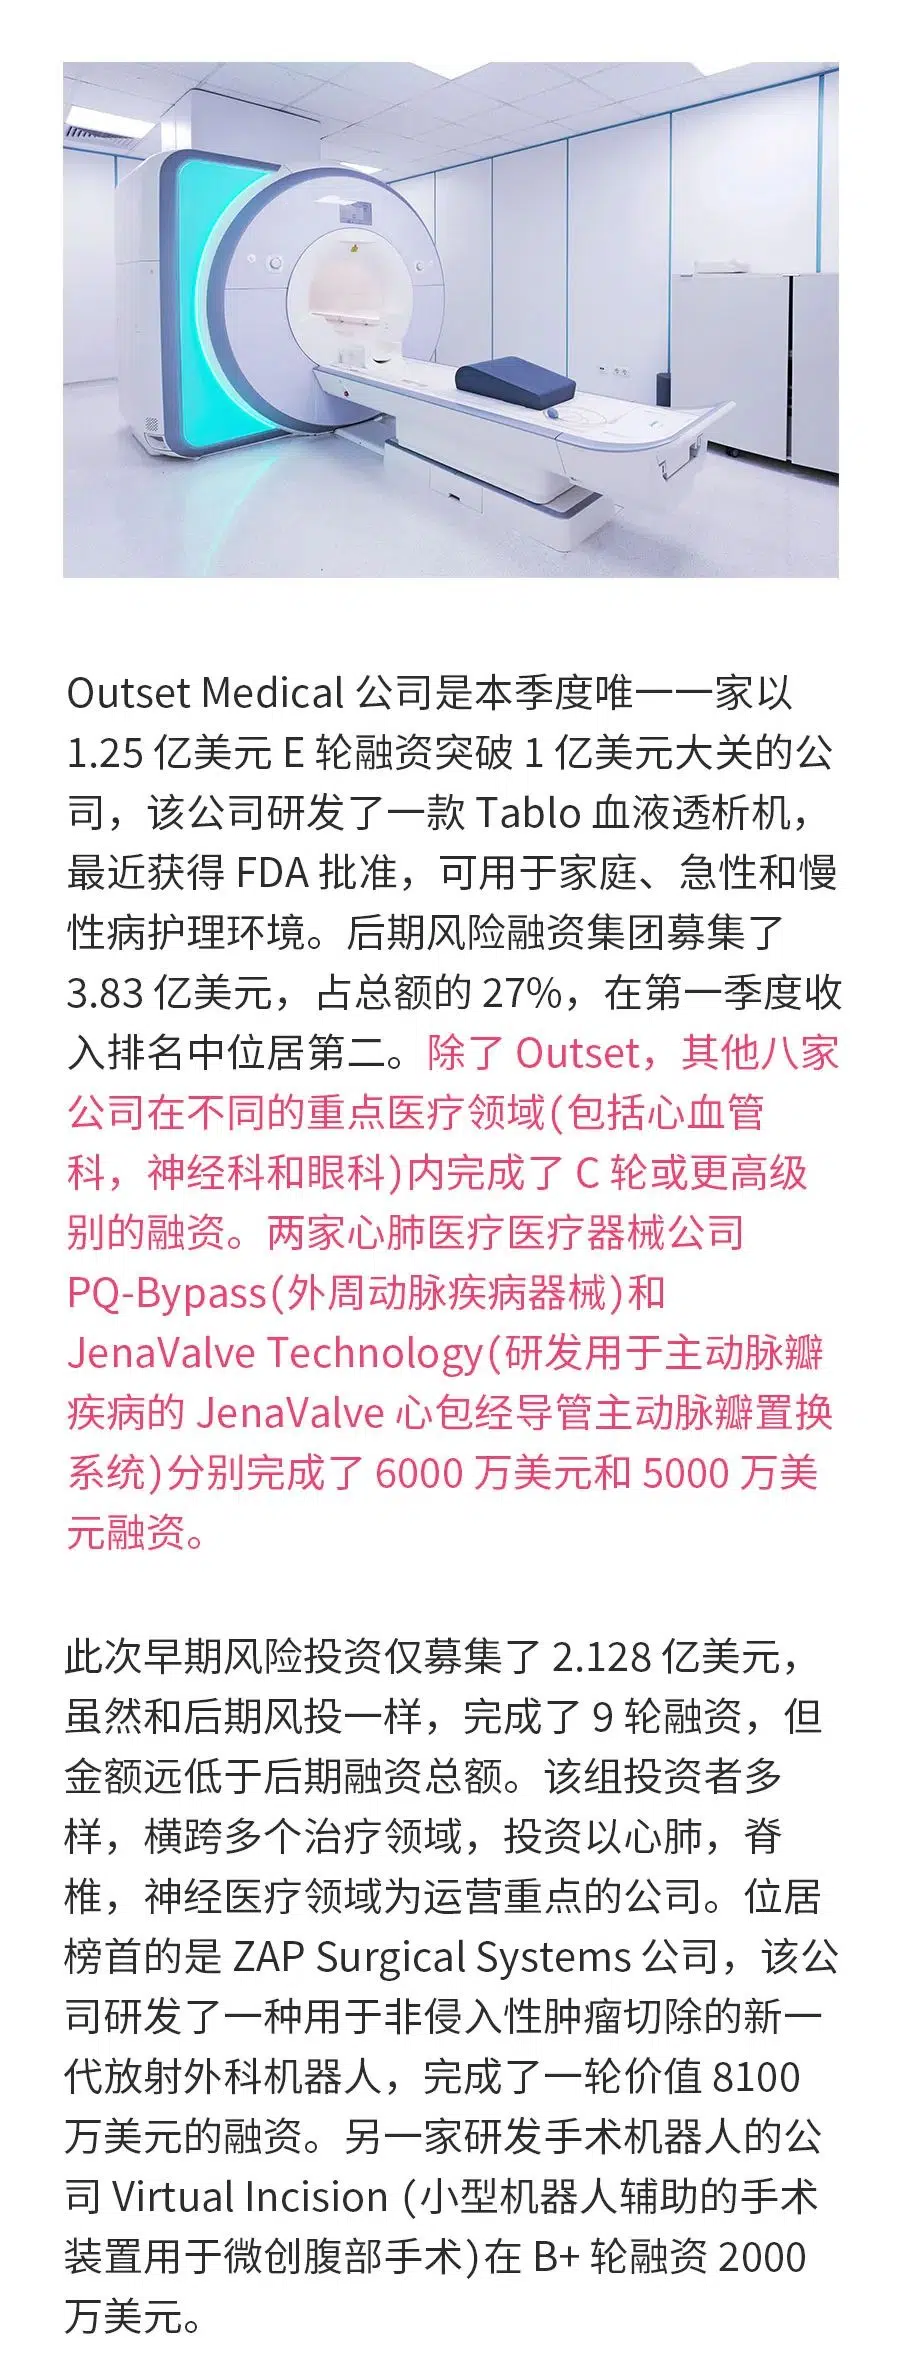 Outset Medical 公司是本季度唯一一家以
1.25 亿美元 E 轮融资突破 1 亿美元大关的公
司，该公司研发了一款 Tablo 血液透析机，
最近获得 FDA 批准，可用于家庭、急性和慢
性病护理环境。后期风险融资集团募集了
3.83 亿美元，占总额的 27%，在第一季度收
入排名中位居第二。除了 Outset，其他八家
公司在不同的重点医疗领域(包括心血管
科，神经科和眼科)内完成了 C 轮或更高级
别的融资。两家心肺医疗医疗器械公司
PQ-Bypass(外周动脉疾病器械)和
JenaValve Technology(研发用于主动脉瓣
疾病的 JenaValve 心包经导管主动脉瓣置换
系统)分别完成了 6000 万美元和 5000 万美
元融资。
此次早期风险投资仅募集了 2.128 亿美元，
虽然和后期风投一样，完成了 9 轮融资，但
金额远低于后期融资总额。该组投资者多
样，横跨多个治疗领域，投资以心肺，脊
椎，神经医疗领域为运营重点的公司。位居
榜首的是 ZAP Surgical Systems 公司，该公
司研发了一种用于非侵入性肿瘤切除的新一
代放射外科机器人，完成了一轮价值 8100
万美元的融资。另一家研发手术机器人的公
司 Virtual Incision (小型机器人辅助的手术
装置用于微创腹部手术)在 B+ 轮融资 2000
万美元。